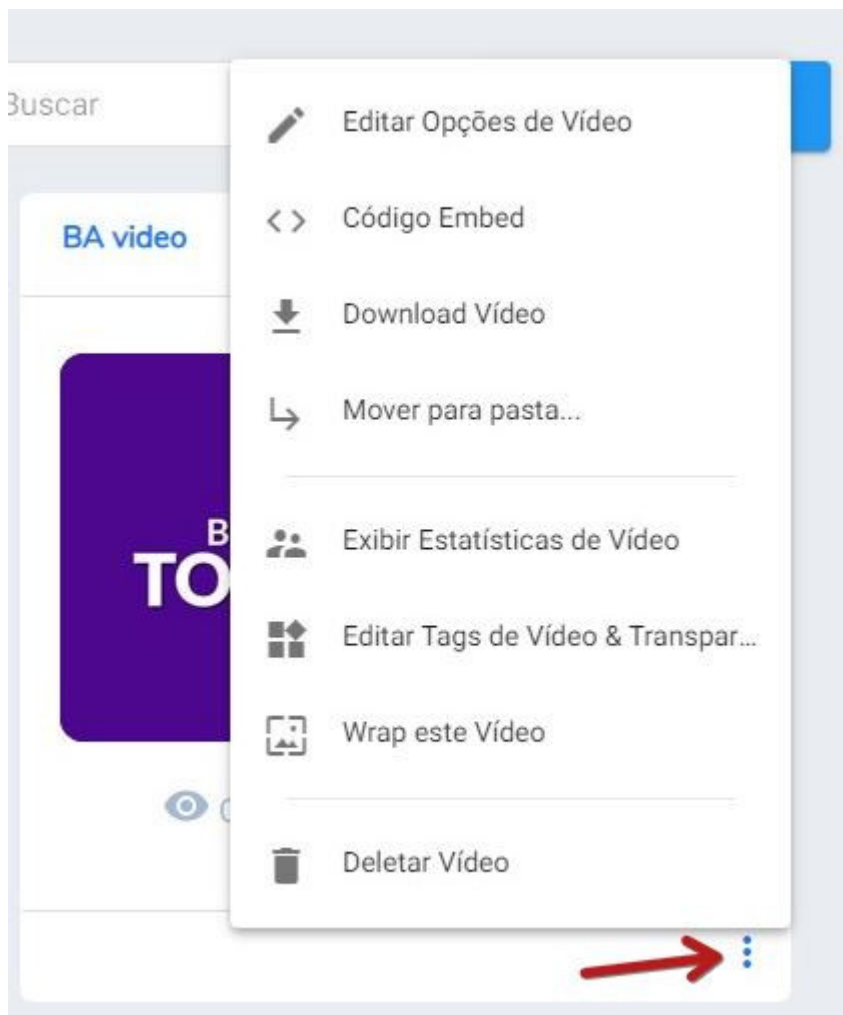 Buscar
Editar Opções de Vídeo
Código Embed
BA video
Download Vídeo
Mover para pasta...
Exibir Estatísticas de Vídeo
B
TO
Editar Tags de Vídeo & Transpar...
Wrap este Vídeo
Deletar Vídeo